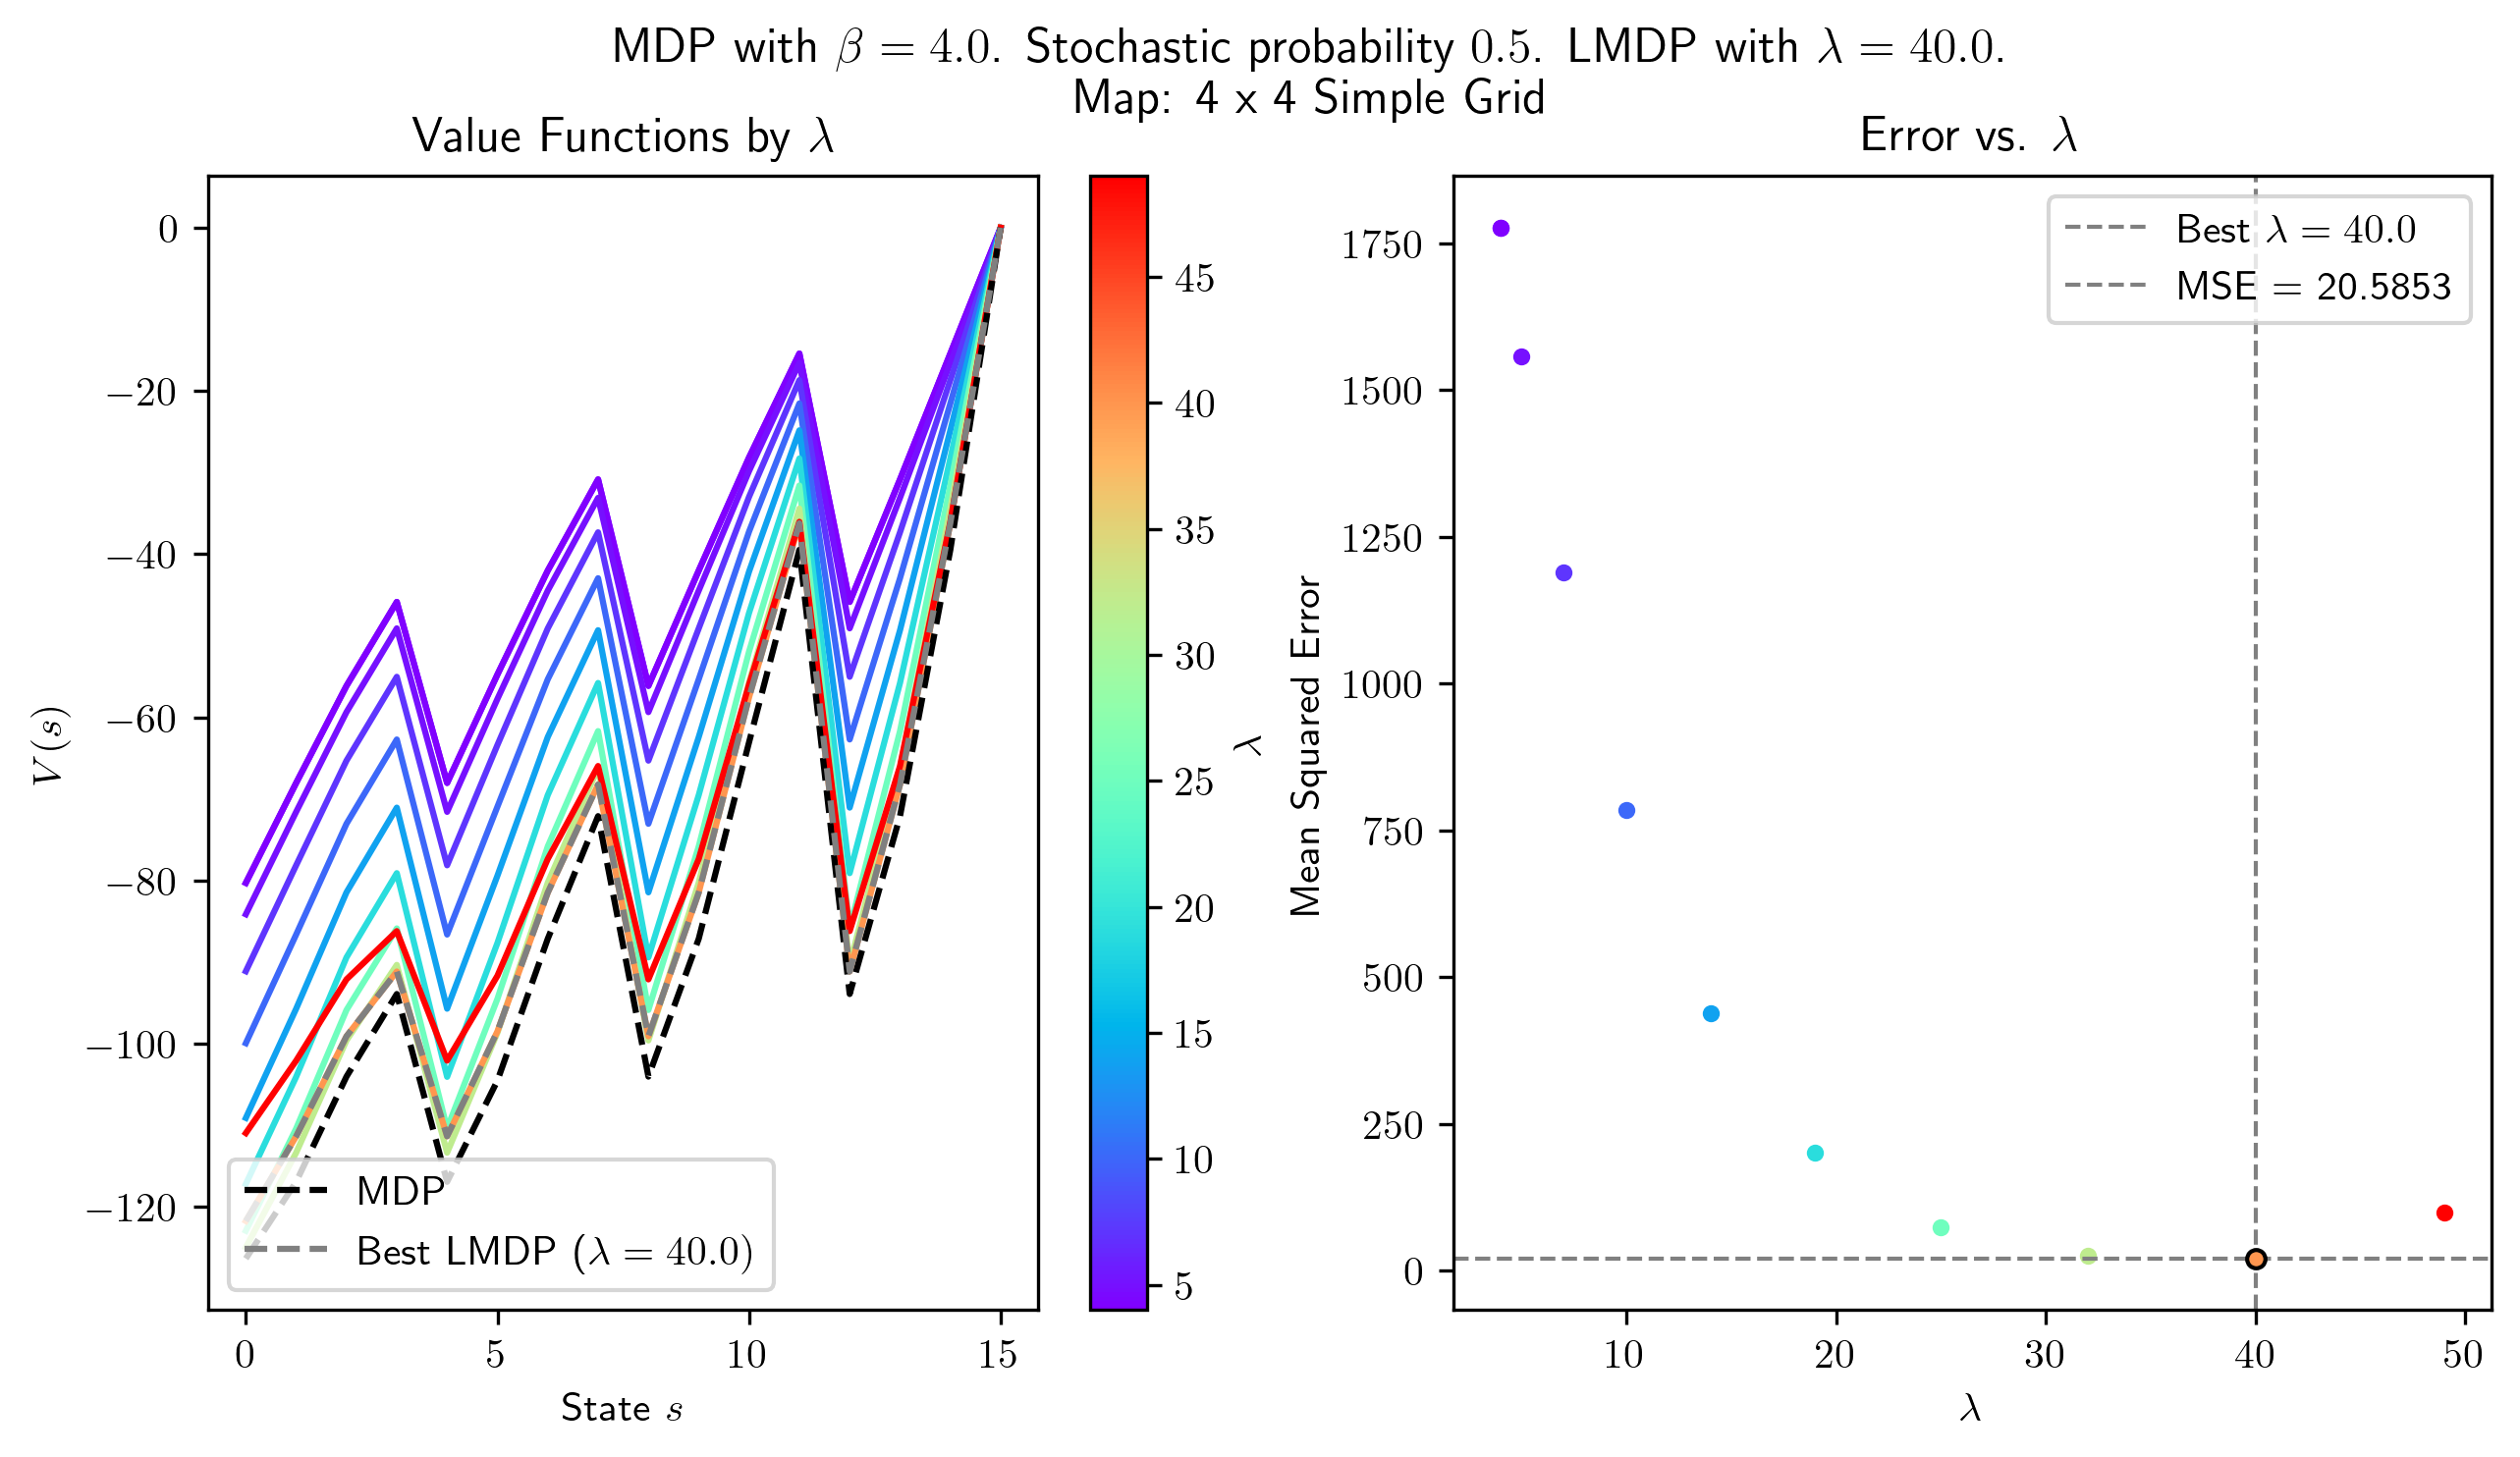 MDP with β = 4.0. Stochastic probability 0.5. LMDP with λ = 40.0.
Map: 4 x 4 Simple Grid
Value Functions by λ
0
−20
−40
−60
−80
−100
−120
V(s)
0 5 10 15
State s
MDP
Best LMDP (λ = 40.0)
45
40
35
30
25
20
15
10
5
λ
Error vs. λ
1750
1500
1250
1000
750
500
250
0
Mean Squared Error
10 20 30 40 50
λ
Best λ = 40.0
MSE = 20.5853